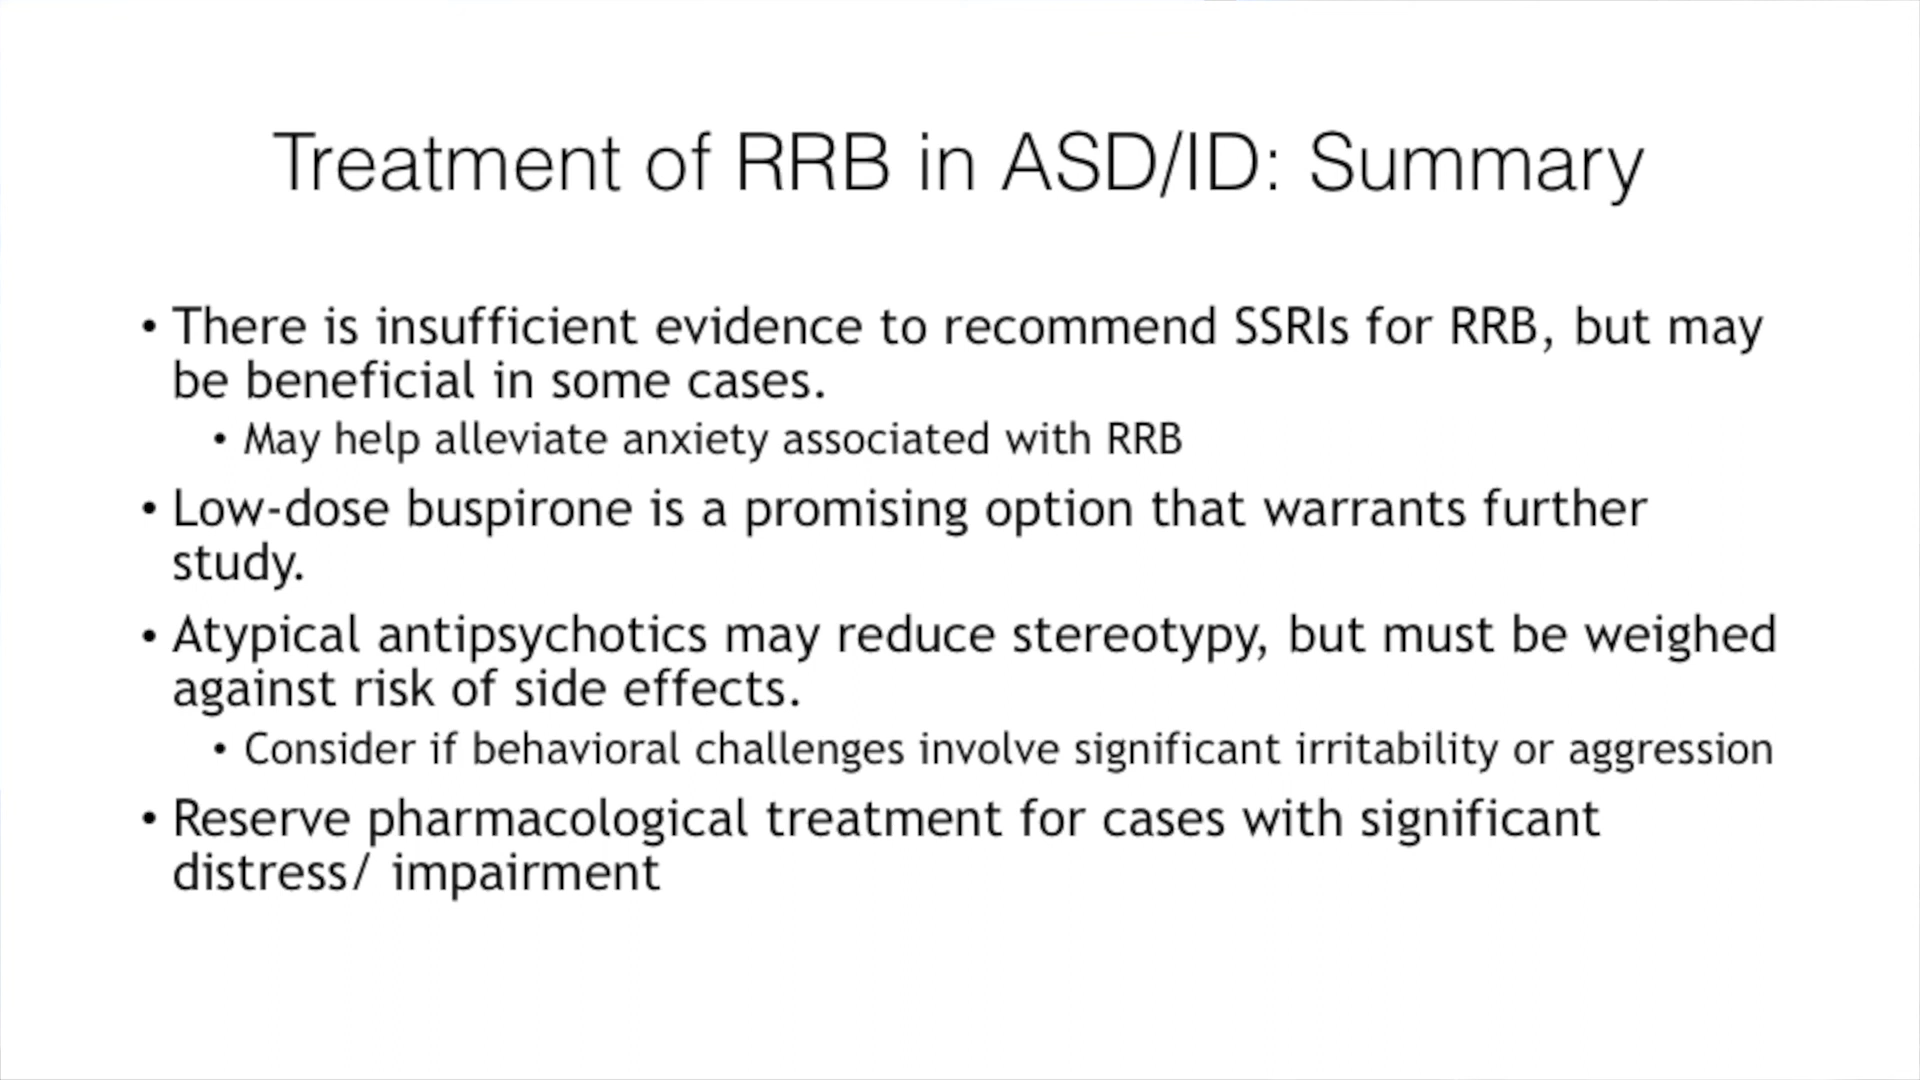 Treatment of RRB in ASD/ID: Summary
• There is insufficient evidence to recommend SSRIs for RRB, but may
be beneficial in some cases.
• May help alleviate anxiety associated with RRB
• Low-dose buspirone is a promising option that warrants further
study.
• Atypical antipsychotics may reduce stereotypy, but must be weighed
against risk of side effects.
• Consider if behavioral challenges involve significant irritability or aggression
• Reserve pharmacological treatment for cases with significant
distress/ impairment